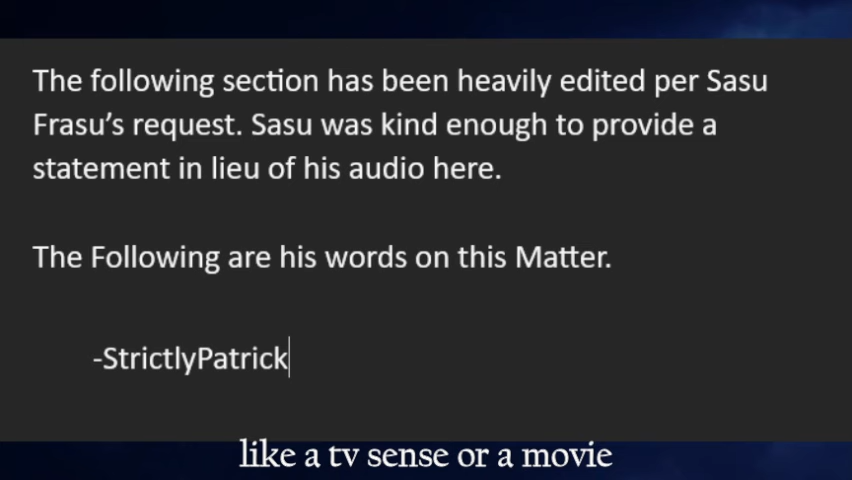 The following section has been heavily edited per Sasu
Frasu's request. Sasu was kind enough to provide a
statement in lieu of his audio here.
The Following are his words on this Matter.
-StrictlyPatrick
like a tv sense or a movie